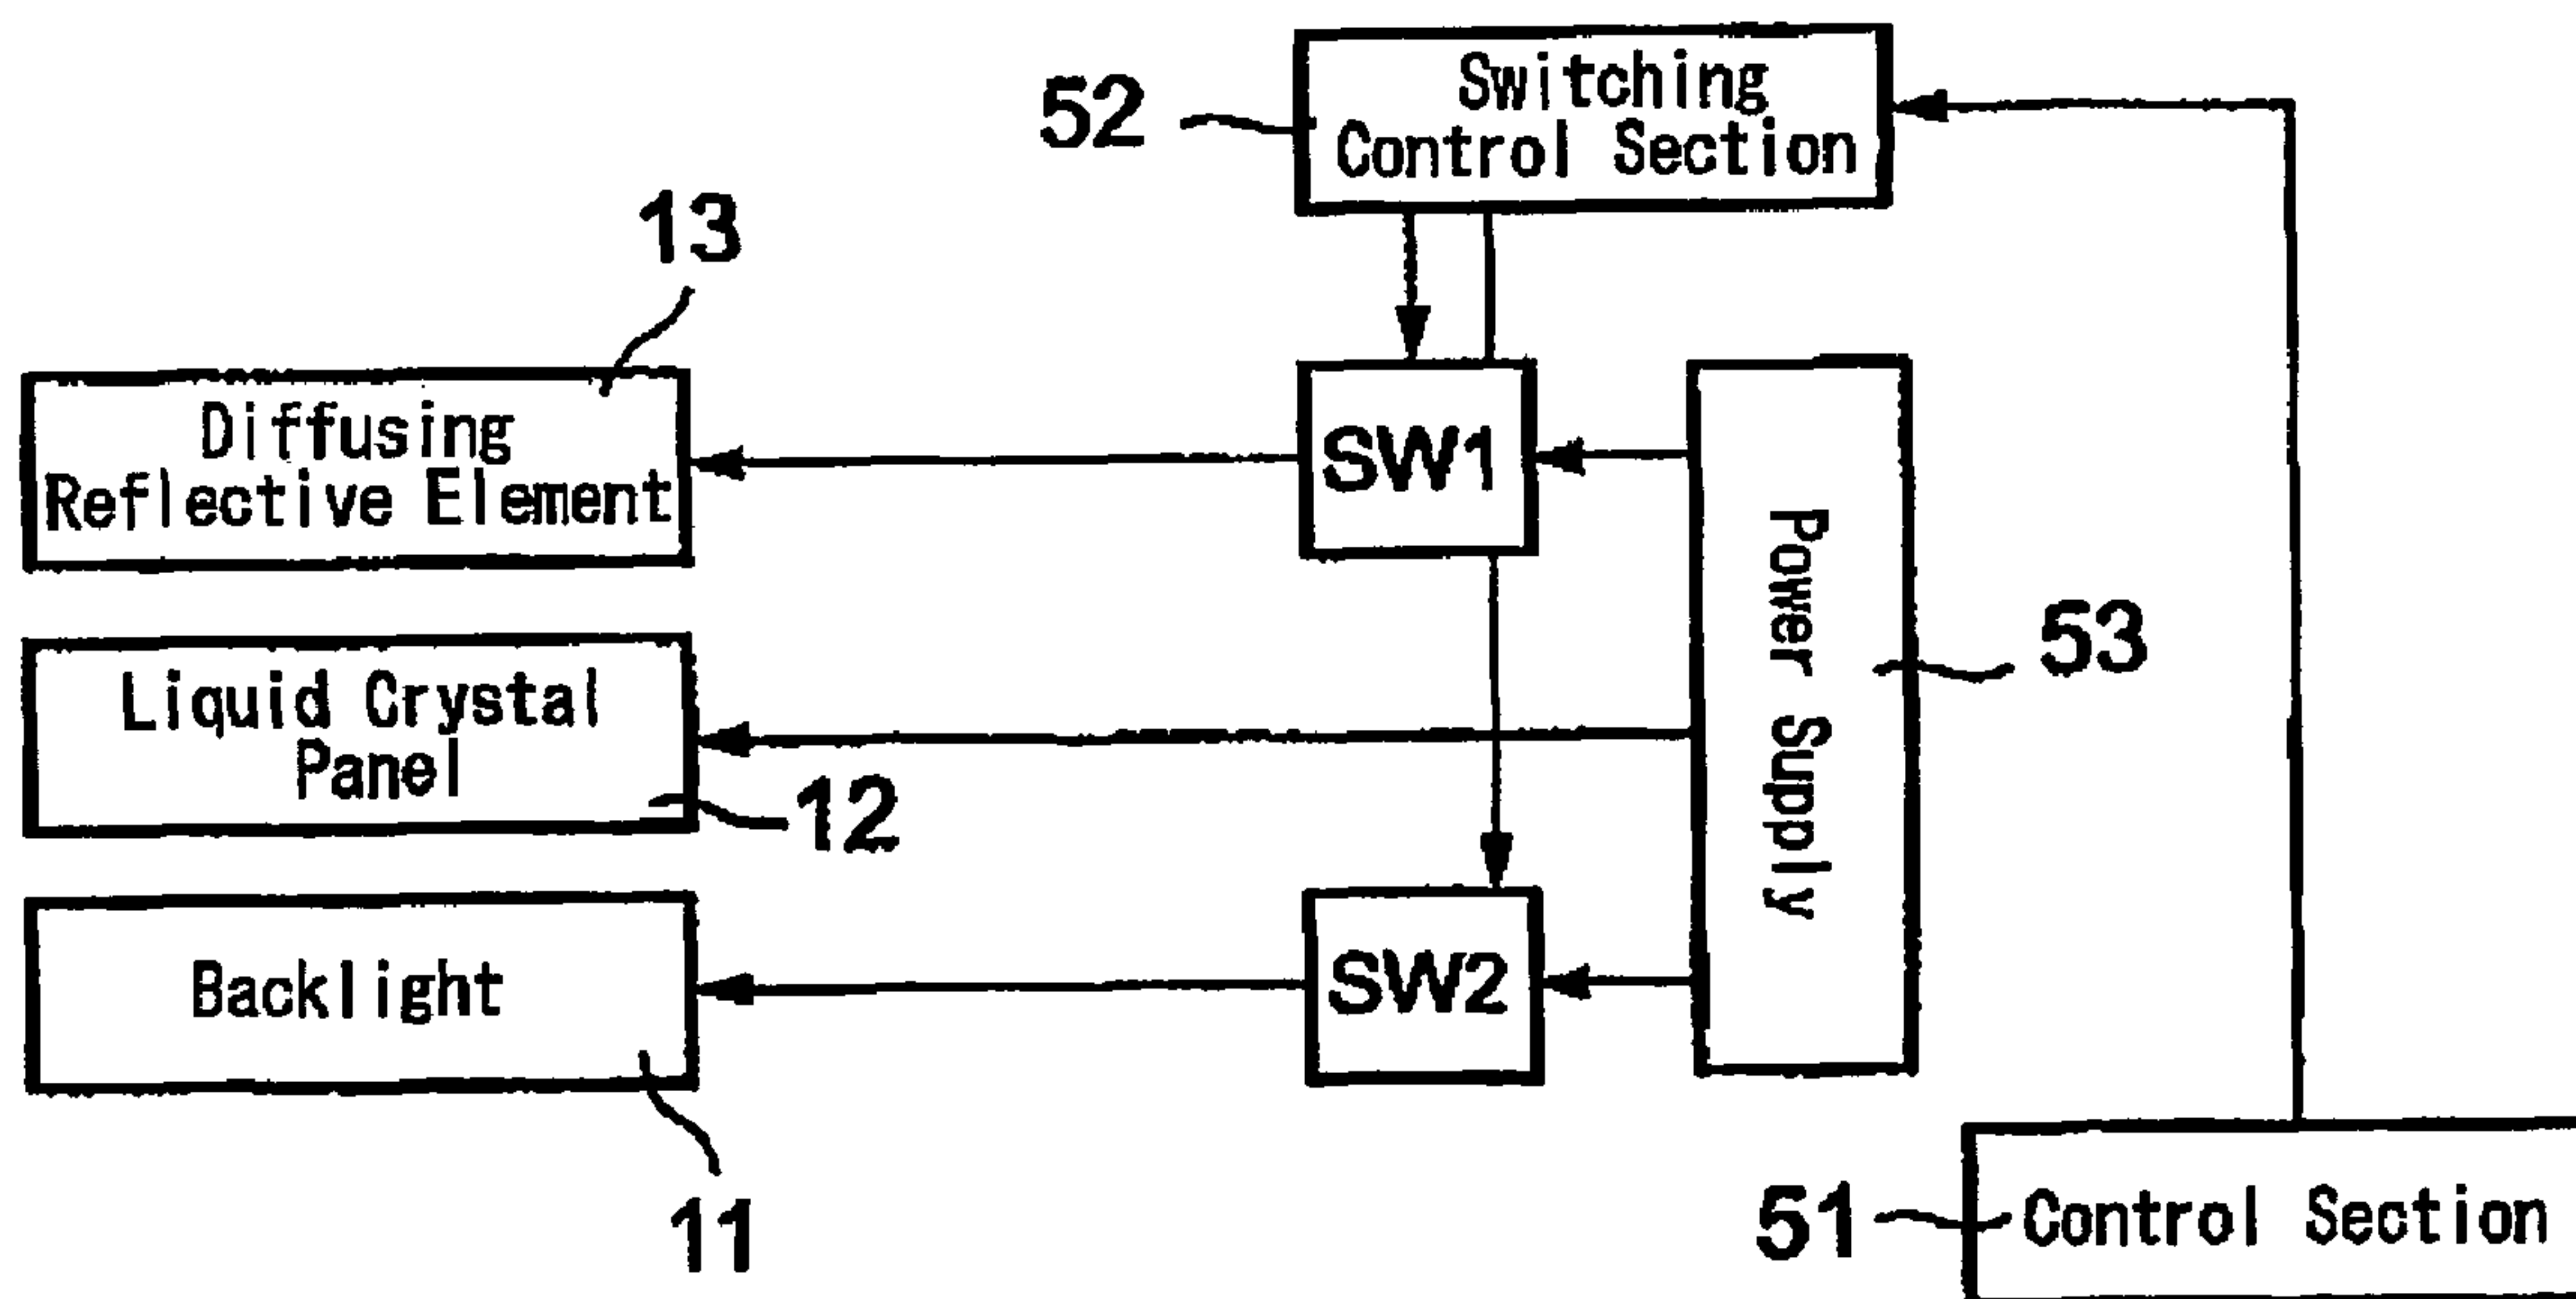 Switching
Control Section
52
13
Diffusing
Reflective Element
SW1
Power Supply
53
Liquid Crystal
Panel
12
Backlight
SW2
11
51
Control Section